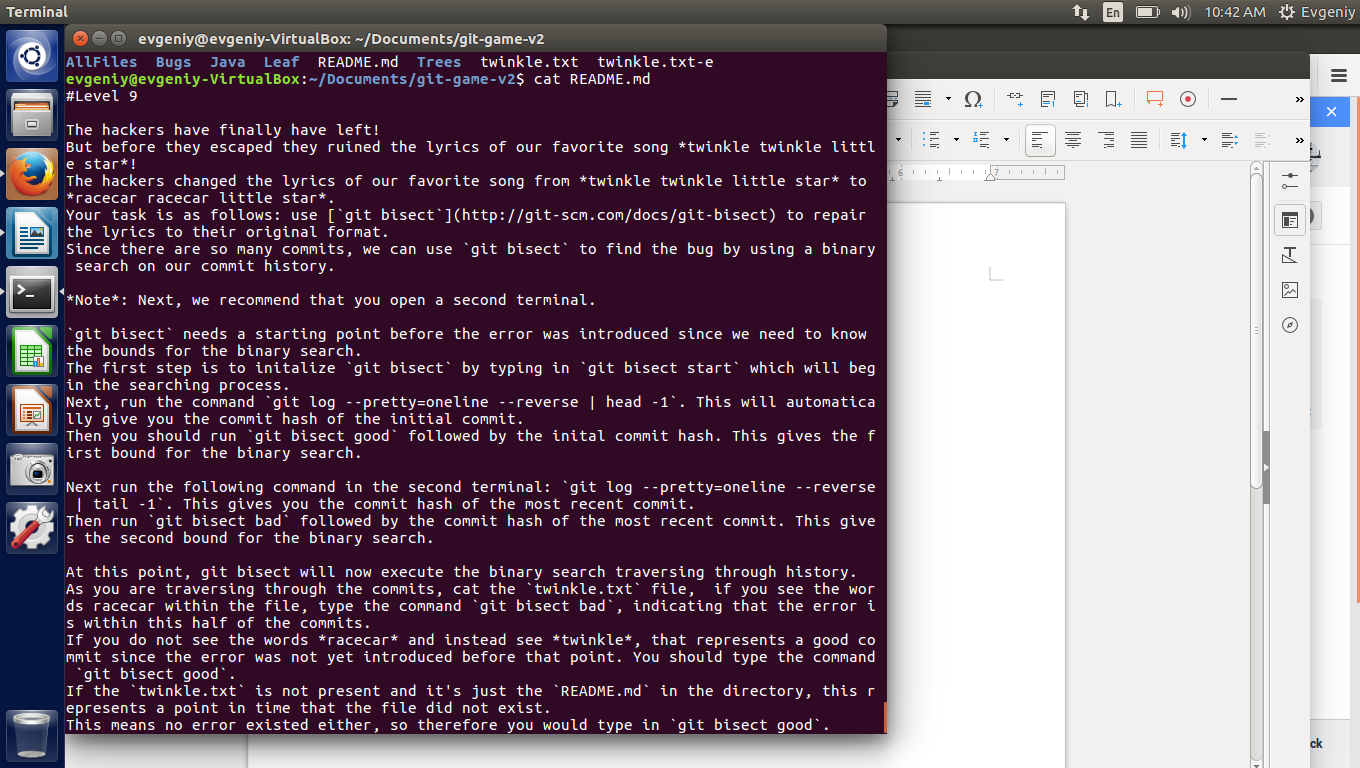 Terminal
En
10:42 AM
Evgeniy
evgeniy@evgeniy-VirtualBox: ~/Documents/git-game-v2
AllFiles Bugs Java Leaf README.md Trees twinkle.txt twinkle.txt-e
evgeniy@evgeniy-VirtualBox:~/Documents/git-game-v2$ cat README.md
#Level 9
The hackers have finally have left!
But before they escaped they ruined the lyrics of our favorite song *twinkle twinkle littl
e star*!
The hackers changed the lyrics of our favorite song from *twinkle twinkle little star* to
*racecar racecar little star*.
Your task is as follows: use [`git bisect`](http://git-scm.com/docs/git-bisect) to repair
the lyrics to their original format.
Since there are so many commits, we can use `git bisect` to find the bug by using a binary
search on our commit history.
*Note*: Next, we recommend that you open a second terminal.
`git bisect` needs a starting point before the error was introduced since we need to know
the bounds for the binary search.
The first step is to initalize `git bisect` by typing in `git bisect start` which will beg
in the searching process.
Next, run the command `git log --pretty=oneline --reverse | head -1`. This will automatica
lly give you the commit hash of the initial commit.
Then you should run `git bisect good` followed by the inital commit hash. This gives the f
irst bound for the binary search.
Next run the following command in the second terminal: `git log --pretty=oneline --reverse
| tail -1`. This gives you the commit hash of the most recent commit.
Then run `git bisect bad` followed by the commit hash of the most recent commit. This give
s the second bound for the binary search.
At this point, git bisect will now execute the binary search traversing through history.
As you are traversing through the commits, cat the `twinkle.txt` file,  if you see the wor
ds racecar within the file, type the command `git bisect bad`, indicating that the error i
s within this half of the commits.
If you do not see the words *racecar* and instead see *twinkle*, that represents a good co
mmit since the error was not yet introduced before that point. You should type the command
`git bisect good`.
If the `twinkle.txt` is not present and it's just the `README.md` in the directory, this r
epresents a point in time that the file did not exist.
This means no error existed either, so therefore you would type in `git bisect good`.
6
7
ck